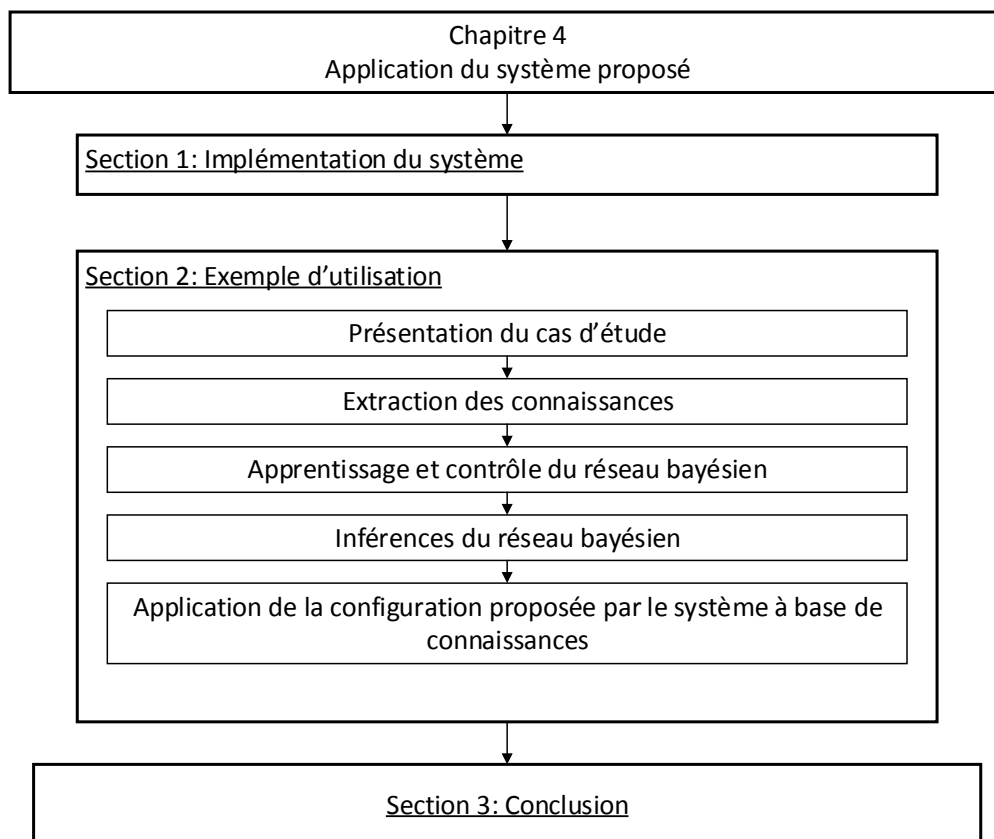 Chapitre 4
Application du système proposé
Section 1: Implémentation du système
Section 2: Exemple d’utilisation
Présentation du cas d’étude
Extraction des connaissances
Apprentissage et contrôle du réseau bayésien
Inférences du réseau bayésien
Application de la configuration proposée par le système à base de
connaissances
Section 3: Conclusion